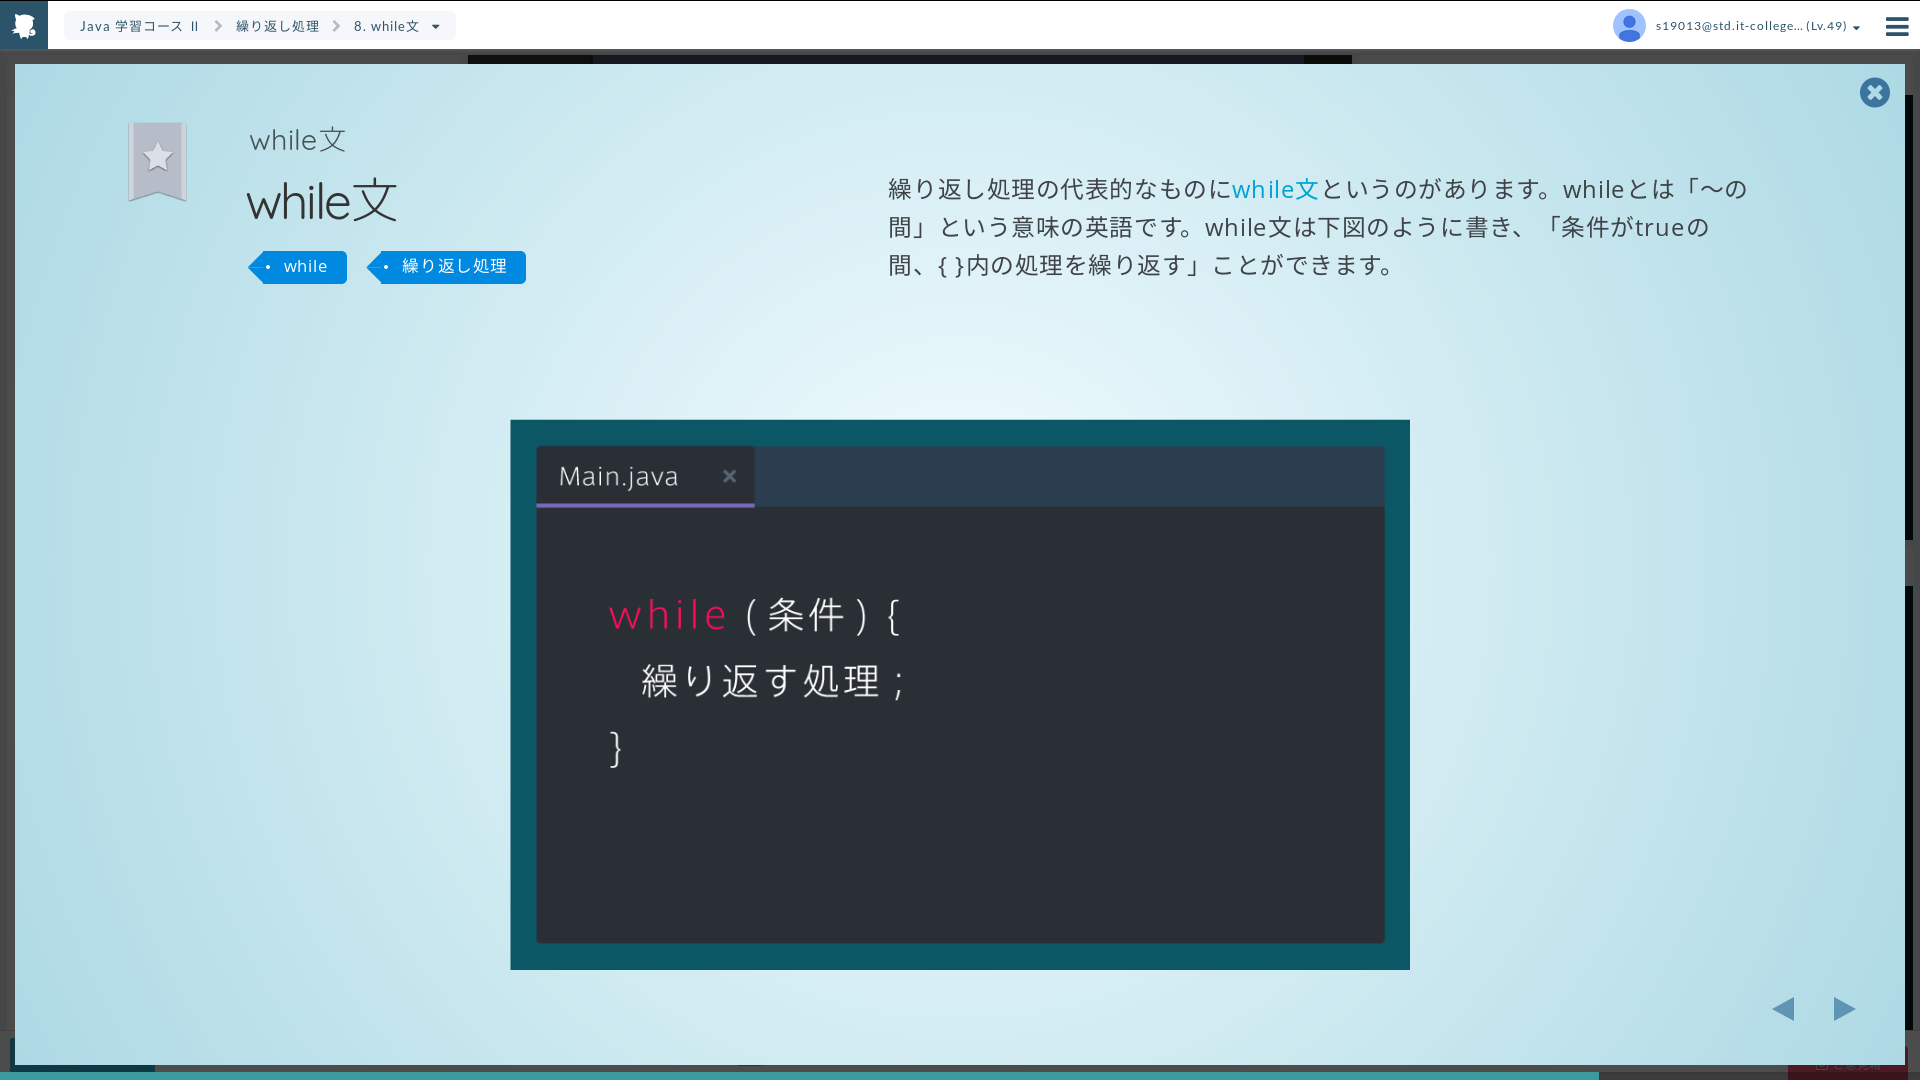 Java 学習コース Ⅱ 繰り返し処理 8. while文
s19013@std.it-college... (Lv.49)
while文
while文
while 繰り返し処理
繰り返し処理の代表的なものにwhile文というのがあります。whileとは「〜の
間」という意味の英語です。while文は下図のように書き、「条件がtrueの
間、{ }内の処理を繰り返す」ことができます。
Main.java
while ( 条件 ) {
繰り返す処理 ;
}